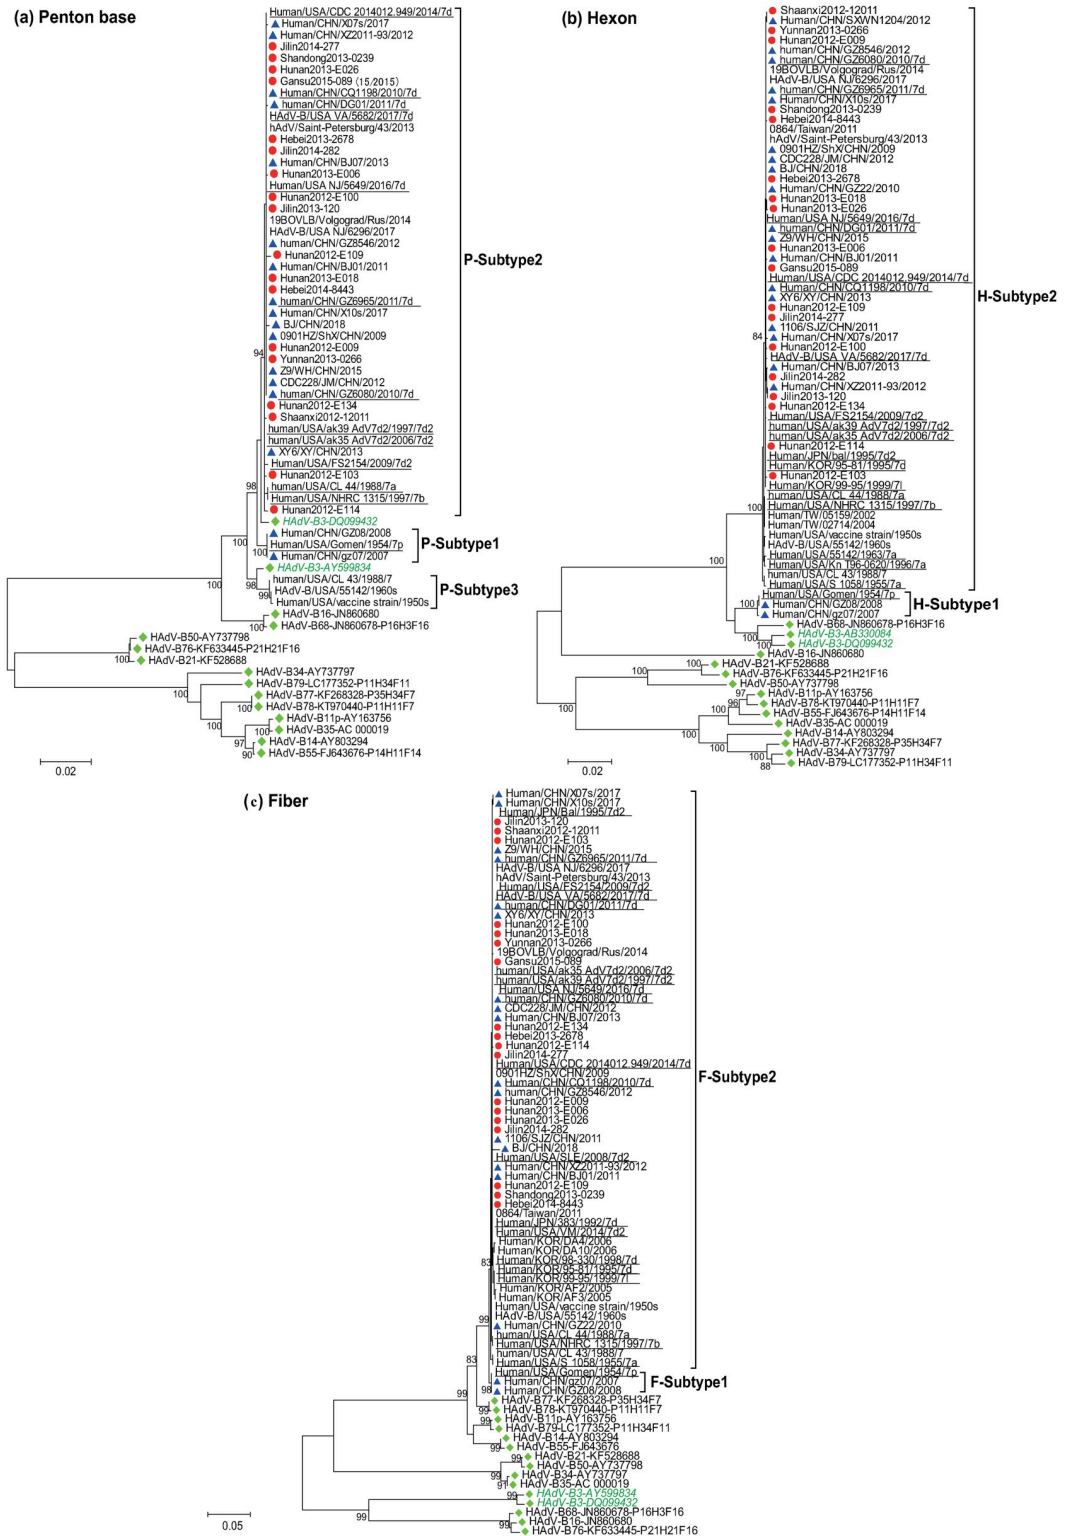 (a) Penton base
Human/USA/CDC 2014012.949/2014/7d
Human/CHN/X07s/2017
Human/CHN/XZ2011-93/2012
Jilin2014-277
Shandong2013-0239
Hunan2013-E026
Gansu2015-089 (15/2015)
Human/CHN/CQ1198/2010/7d
human/CHN/DG01/2011/7d
HAdV-B/USA VA/5682/2017/7d
hAdV/Saint-Petersburg/43/2013
Hebei2013-2678
Jilin2014-282
Human/CHN/BJ07/2013
Hunan2013-E006
Human/USA NJ/5649/2016/7d
Hunan2012-E100
Jilin2013-120
19BOVLB/Volgograd/Rus/2014
HAdV-B/USA NJ/6296/2017
human/CHN/GZ8546/2012
Hunan2012-E109
Human/CHN/BJ01/2011
Hunan2013-E018
Hebei2014-8443
human/CHN/GZ6965/2011/7d
Human/CHN/X10s/2017
BJ/CHN/2018
0901HZ/ShX/CHN/2009
Hunan2012-E009
Yunnan2013-0266
Z9/WH/CHN/2015
CDC228/JM/CHN/2012
human/CHN/GZ6080/2010/7d
Hunan2012-E134
Shaanxi2012-12011
human/USA/ak39 AdV7d2/1997/7d2
human/USA/ak35 AdV7d2/2006/7d2
XY6/XY/CHN/2013
Human/USA/FS2154/2009/7d2
Hunan2012-E103
human/USA/CL 44/1988/7a
Human/USA/NHRC 1315/1997/7b
Hunan2012-E114
HAdV-B3-DQ099432
Human/CHN/GZ08/2008
Human/USA/Gomen/1954/7p
Human/CHN/gz07/2007
HAdV-B3-AY599834
human/USA/CL 43/1988/7
HAdV-B/USA/55142/1960s
Human/USA/vaccine strain/1950s
HAdV-B16-JN860680
HAdV-B68-JN860678-P16H3F16
HAdV-B50-AY737798
HAdV-B76-KF633445-P21H21F16
HAdV-B21-KF528688
HAdV-B34-AY737797
HAdV-B79-LC177352-P11H34F11
HAdV-B77-KF268328-P35H34F7
HAdV-B78-KT970440-P11H11F7
HAdV-B11p-AY163756
HAdV-B35-AC 000019
HAdV-B14-AY803294
HAdV-B55-FJ643676-P14H11F14
P-Subtype2
P-Subtype1
P-Subtype3
94
98
100
100
98
99
100
100
100
100
100
100
100
97
90
0.02
(b) Hexon
Shaanxi2012-12011
Human/CHN/SXWN1204/2012
Yunnan2013-0266
Hunan2012-E009
human/CHN/GZ8546/2012
human/CHN/GZ6080/2010/7d
19BOVLB/Volgograd/Rus/2014
HAdV-B/USA NJ/6296/2017
human/CHN/GZ6965/2011/7d
Human/CHN/X10s/2017
Shandong2013-0239
Hebei2014-8443
0864/Taiwan/2011
hAdV/Saint-Petersburg/43/2013
0901HZ/ShX/CHN/2009
CDC228/JM/CHN/2012
BJ/CHN/2018
Hebei2013-2678
Human/CHN/GZ22/2010
Hunan2013-E018
Hunan2013-E026
Human/USA NJ/5649/2016/7d
human/CHN/DG01/2011/7d
Z9/WH/CHN/2015
Hunan2013-E006
Human/CHN/BJ01/2011
Gansu2015-089
Human/USA/CDC 2014012.949/2014/7d
Human/CHN/CQ1198/2010/7d
XY6/XY/CHN/2013
Hunan2012-E109
Jilin2014-277
1106/SJZ/CHN/2011
Human/CHN/X07s/2017
Hunan2012-E100
HAdV-B/USA VA/5682/2017/7d
Human/CHN/BJ07/2013
Jilin2014-282
Human/CHN/XZ2011-93/2012
Jilin2013-120
Hunan2012-E134
Human/USA/FS2154/2009/7d2
human/USA/ak39 AdV7d2/1997/7d2
human/USA/ak35 AdV7d2/2006/7d2
Hunan2012-E114
Human/JPN/bal/1995/7d2
Human/KOR/95-81/1995/7d
Hunan2012-E103
Human/KOR/99-95/1999/7l
human/USA/CL 44/1988/7a
Human/USA/NHRC 1315/1997/7b
Human/TW/05159/2002
Human/TW/02714/2004
Human/USA/vaccine strain/1950s
HAdV-B/USA/55142/1960s
Human/USA/55142/1963/7a
Human/USA/Kn T96-0620/1996/7a
human/USA/CL 43/1988/7
Human/USA/S 1058/1955/7a
Human/USA/Gomen/1954/7p
Human/CHN/GZ08/2008
Human/CHN/gz07/2007
HAdV-B68-JN860678-P16H3F16
HAdV-B3-AB330084
HAdV-B3-DQ099432
HAdV-B16-JN860680
HAdV-B21-KF528688
HAdV-B76-KF633445-P21H21F16
HAdV-B50-AY737798
HAdV-B11p-AY163756
HAdV-B78-KT970440-P11H11F7
HAdV-B55-FJ643676-P14H11F14
HAdV-B35-AC 000019
HAdV-B14-AY803294
HAdV-B77-KF268328-P35H34F7
HAdV-B34-AY737797
HAdV-B79-LC177352-P11H34F11
H-Subtype2
H-Subtype1
84
100
100
100
100
100
100
100
97
96
100
100
100
100
88
0.02
(c) Fiber
Human/CHN/X07s/2017
Human/CHN/X10s/2017
Human/JPN/Bal/1995/7d2
Jilin2013-120
Shaanxi2012-12011
Hunan2012-E103
Z9/WH/CHN/2015
human/CHN/GZ6965/2011/7d
HAdV-B/USA NJ/6296/2017
hAdV/Saint-Petersburg/43/2013
Human/USA/FS2154/2009/7d2
HAdV-B/USA VA/5682/2017/7d
human/CHN/DG01/2011/7d
XY6/XY/CHN/2013
Hunan2012-E100
Hunan2013-E018
Yunnan2013-0266
19BOVLB/Volgograd/Rus/2014
Gansu2015-089
human/USA/ak35 AdV7d2/2006/7d2
human/USA/ak39 AdV7d2/1997/7d2
Human/USA NJ/5649/2016/7d
human/CHN/GZ6080/2010/7d
CDC228/JM/CHN/2012
Human/CHN/BJ07/2013
Hunan2012-E134
Hebei2013-2678
Hunan2012-E114
Jilin2014-277
Human/USA/CDC 2014012.949/2014/7d
0901HZ/ShX/CHN/2009
Human/CHN/CQ1198/2010/7d
human/CHN/GZ8546/2012
Hunan2012-E009
Hunan2013-E006
Hunan2013-E026
Jilin2014-282
1106/SJZ/CHN/2011
BJ/CHN/2018
Human/USA/SLE/2008/7d2
Human/CHN/XZ2011-93/2012
Human/CHN/BJ01/2011
Hunan2012-E109
Shandong2013-0239
Hebei2014-8443
0864/Taiwan/2011
Human/JPN/383/1992/7d
Human/USA/VM/2014/7d2
Human/KOR/DA4/2006
Human/KOR/DA10/2006
Human/KOR/98-330/1998/7d
Human/KOR/95-81/1995/7d
Human/KOR/99-95/1999/7l
Human/KOR/AF2/2005
Human/KOR/AF3/2005
Human/USA/vaccine strain/1950s
HAdV-B/USA/55142/1960s
Human/CHN/GZ22/2010
human/USA/CL 44/1988/7a
Human/USA/NHRC 1315/1997/7b
human/USA/CL 43/1988/7
Human/USA/S 1058/1955/7a
Human/USA/Gomen/1954/7p
Human/CHN/gz07/2007
Human/CHN/GZ08/2008
HAdV-B77-KF268328-P35H34F7
HAdV-B78-KT970440-P11H11F7
HAdV-B11p-AY163756
HAdV-B79-LC177352-P11H34F11
HAdV-B14-AY803294
HAdV-B55-FJ643676
HAdV-B21-KF528688
HAdV-B50-AY737798
HAdV-B34-AY737797
HAdV-B35-AC 000019
HAdV-B3-AY599834
HAdV-B3-DQ099432
HAdV-B68-JN860678-P16H3F16
HAdV-B16-JN860680
HAdV-B76-KF633445-P21H21F16
F-Subtype2
F-Subtype1
83
99
83
98
99
99
99
99
99
99
91
99
99
99
0.05